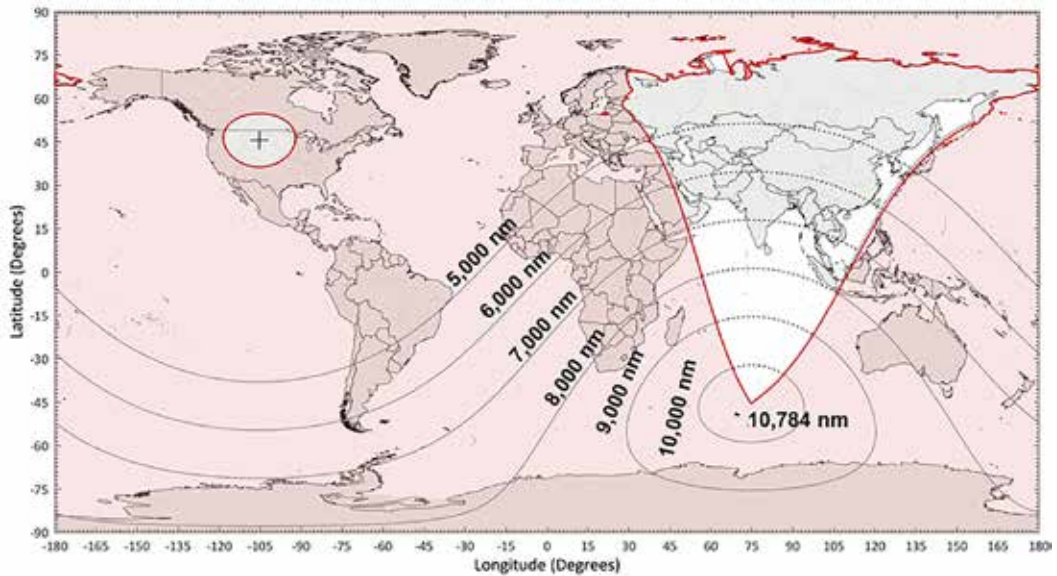 90
75
60
45
30
15
0
-15
-30
-45
-60
-75
-90
Latitude (Degrees)
5,000 nm
6,000 nm
7,000 nm
8,000 nm
9,000 nm
10,000 nm
10,784 nm
-180 -165 -150 -135 -120 -105 -90 -75 -60 -45 -30 -15 0 15 30 45 60 75 90 105 120 135 150 165 180
Longitude (Degrees)